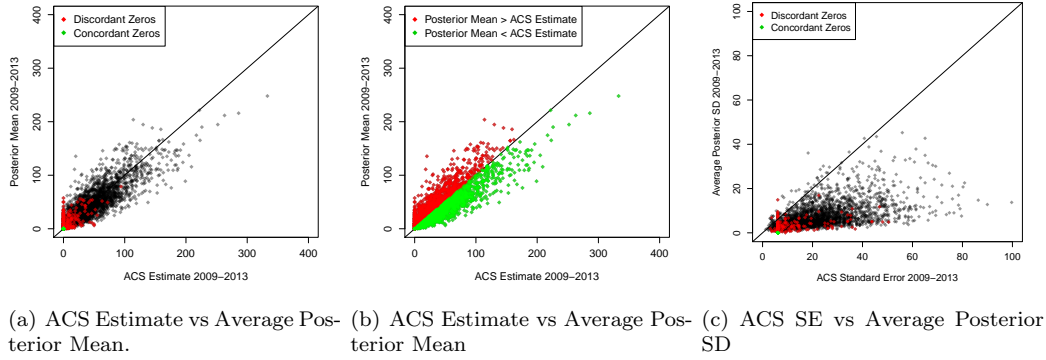 Discordant Zeros
Concordant Zeros
Posterior Mean 2009−2013
0
100
200
300
400
0
100
200
300
400
ACS Estimate 2009−2013
(a) ACS Estimate vs Average Pos-
terior Mean.
Posterior Mean > ACS Estimate
Posterior Mean < ACS Estimate
Posterior Mean 2009−2013
0
100
200
300
400
0
100
200
300
400
ACS Estimate 2009−2013
(b) ACS Estimate vs Average Pos-
terior Mean
Discordant Zeros
Concordant Zeros
Average Posterior SD 2009−2013
0
20
40
60
80
100
0
20
40
60
80
100
ACS Standard Error 2009−2013
(c) ACS SE vs Average Posterior
SD